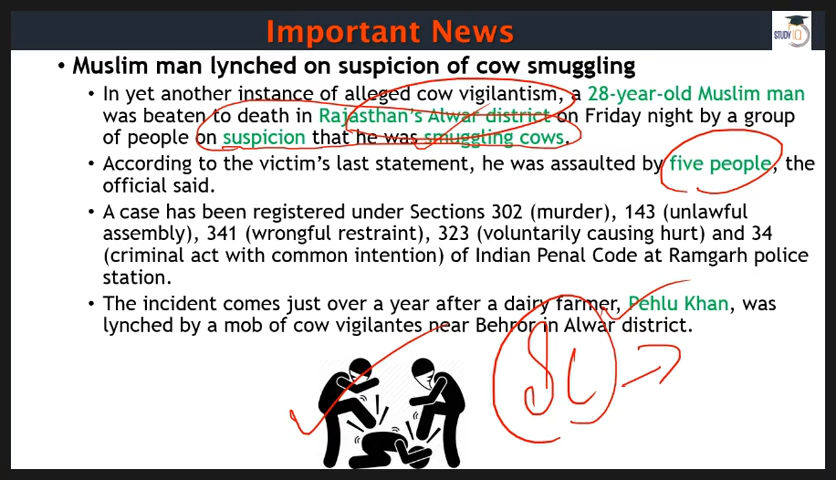 Important News
STUDY IQ
• Muslim man lynched on suspicion of cow smuggling
• In yet another instance of alleged cow vigilantism, a 28-year-old Muslim man
was beaten to death in Rajasthan's Alwar district on Friday night by a group
of people on suspicion that he was smuggling cows.
• According to the victim's last statement, he was assaulted by five people, the
official said.
• A case has been registered under Sections 302 (murder), 143 (unlawful
assembly), 341 (wrongful restraint), 323 (voluntarily causing hurt) and 34
(criminal act with common intention) of Indian Penal Code at Ramgarh police
station.
• The incident comes just over a year after a dairy farmer, Pehlu Khan, was
lynched by a mob of cow vigilantes near Behror in Alwar district.
SC